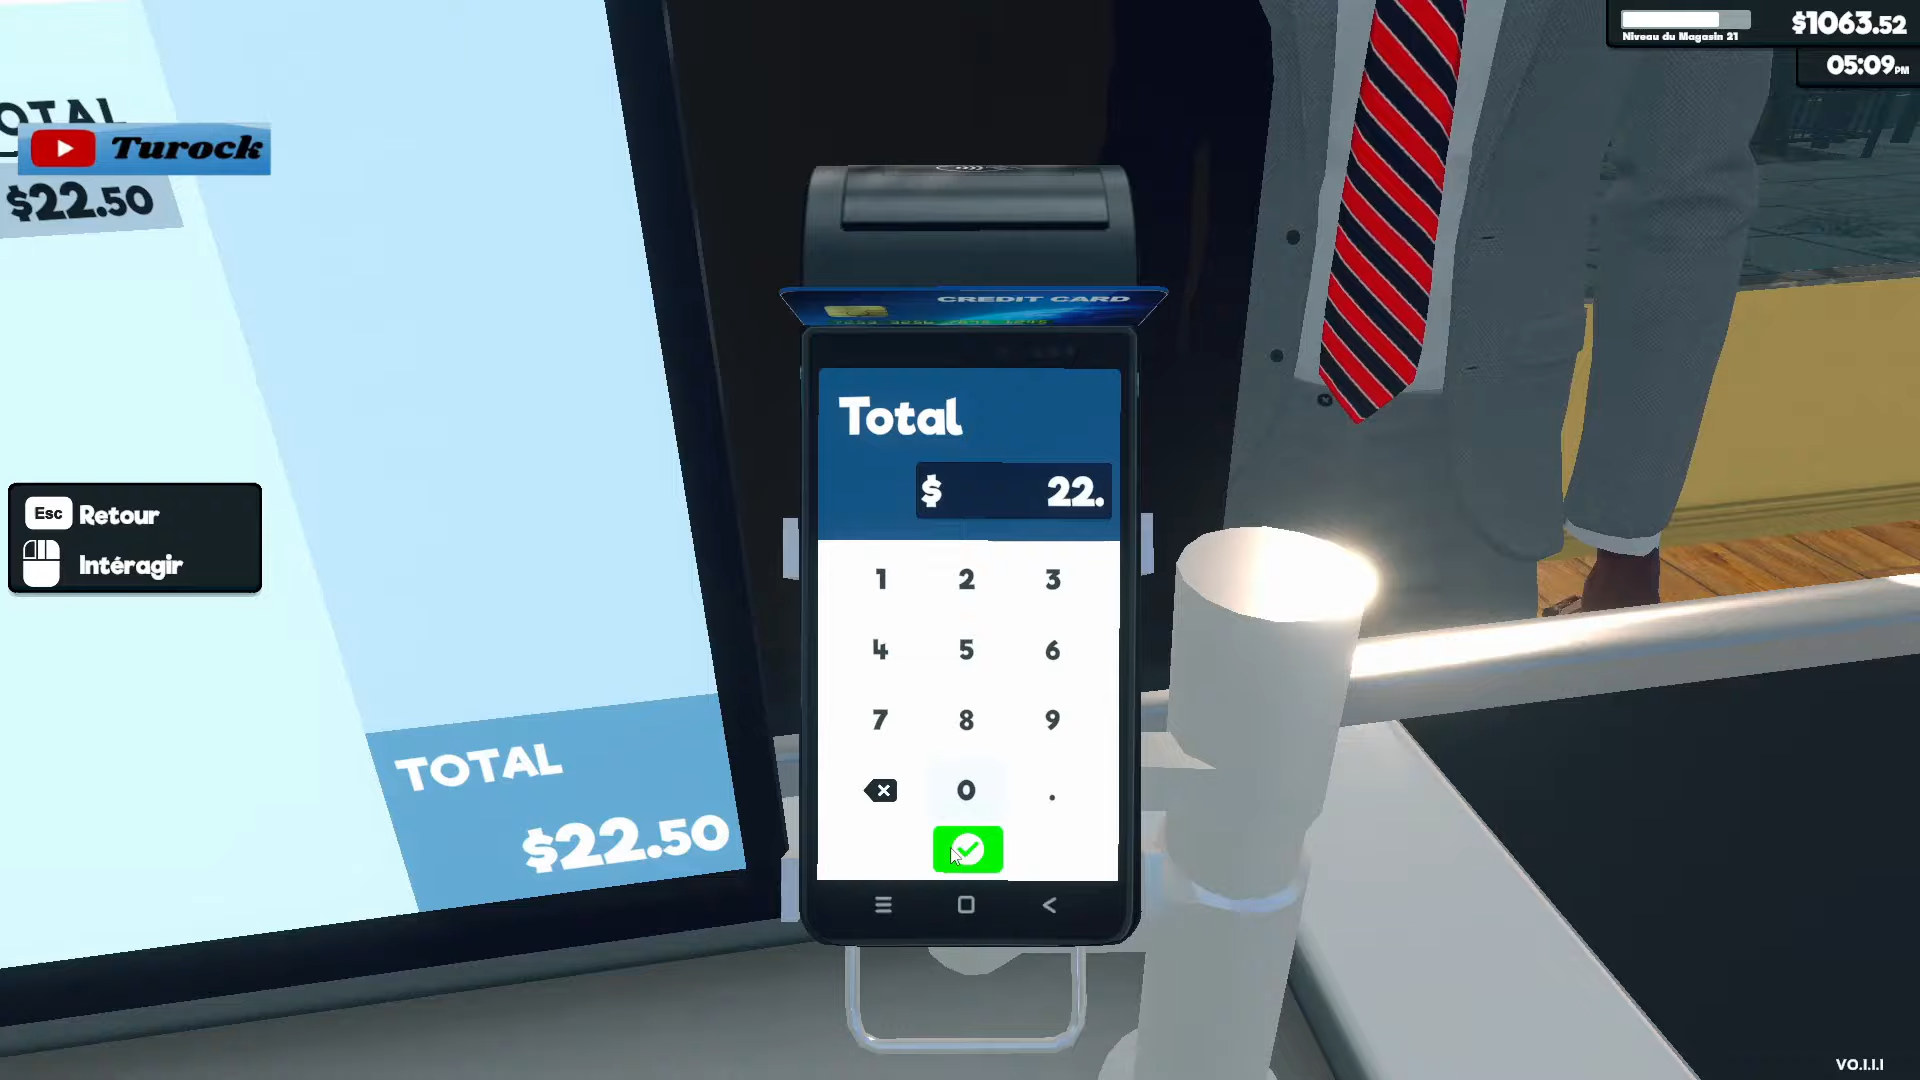 Niveau du Magasin 21
$1063.52
05:09PM
OTAL
Turock
$22.50
CREDIT CARD
Total
$ 22.
Esc Retour
Intéragir
1 2 3
4 5 6
7 8 9
0 .
TOTAL
$22.50
V0.1.1.1